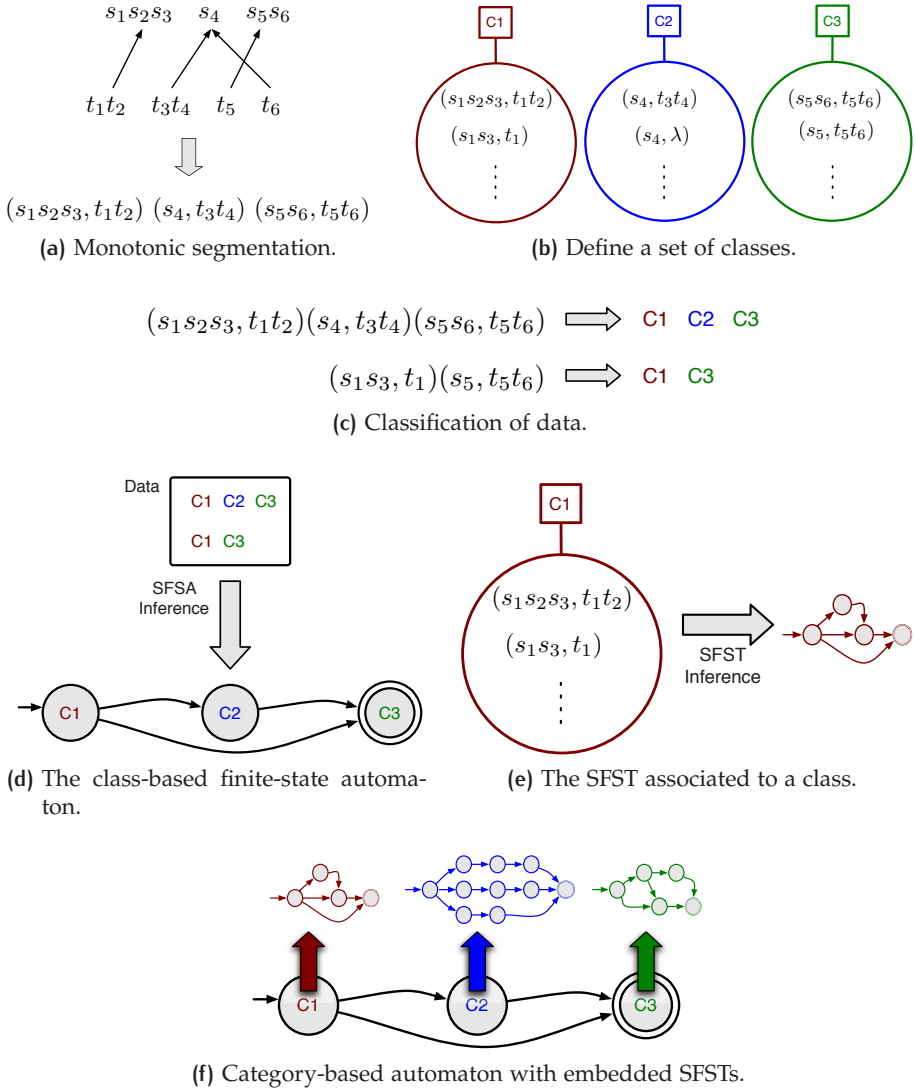 s₁s₂s₃ s₄ s₅s₆
t₁t₂ t₃t₄ t₅ t₆
(s₁s₂s₃, t₁t₂) (s₄, t₃t₄) (s₅s₆, t₅t₆)
(a) Monotonic segmentation.
C1 C2 C3
(s₁s₂s₃, t₁t₂) (s₄, t₃t₄) (s₅s₆, t₅t₆)
(s₁s₃, t₁) (s₄, λ) (s₅, t₅t₆)
(b) Define a set of classes.
(s₁s₂s₃, t₁t₂)(s₄, t₃t₄)(s₅s₆, t₅t₆) C1 C2 C3
(s₁s₃, t₁)(s₅, t₅t₆) C1 C3
(c) Classification of data.
Data
C1 C2 C3
C1 C3
SFSA
Inference
C1 C2 C3
(d) The class-based finite-state automa-
ton.
C1
(s₁s₂s₃, t₁t₂)
(s₁s₃, t₁)
SFST
Inference
(e) The SFST associated to a class.
C1 C2 C3
(f) Category-based automaton with embedded SFSTs.